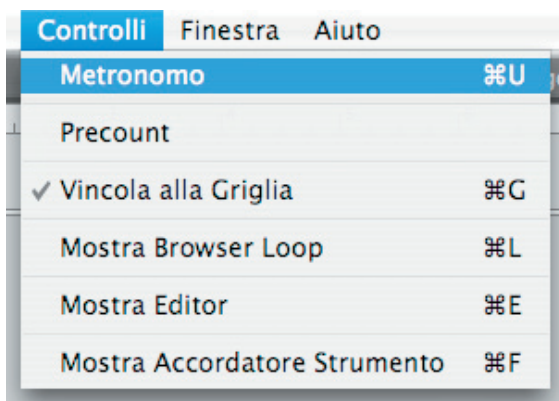 Controlli Finestra Aiuto
Metronomo ⌘U
Precount
✓ Vincola alla Griglia ⌘G
Mostra Browser Loop ⌘L
Mostra Editor ⌘E
Mostra Accordatore Strumento ⌘F